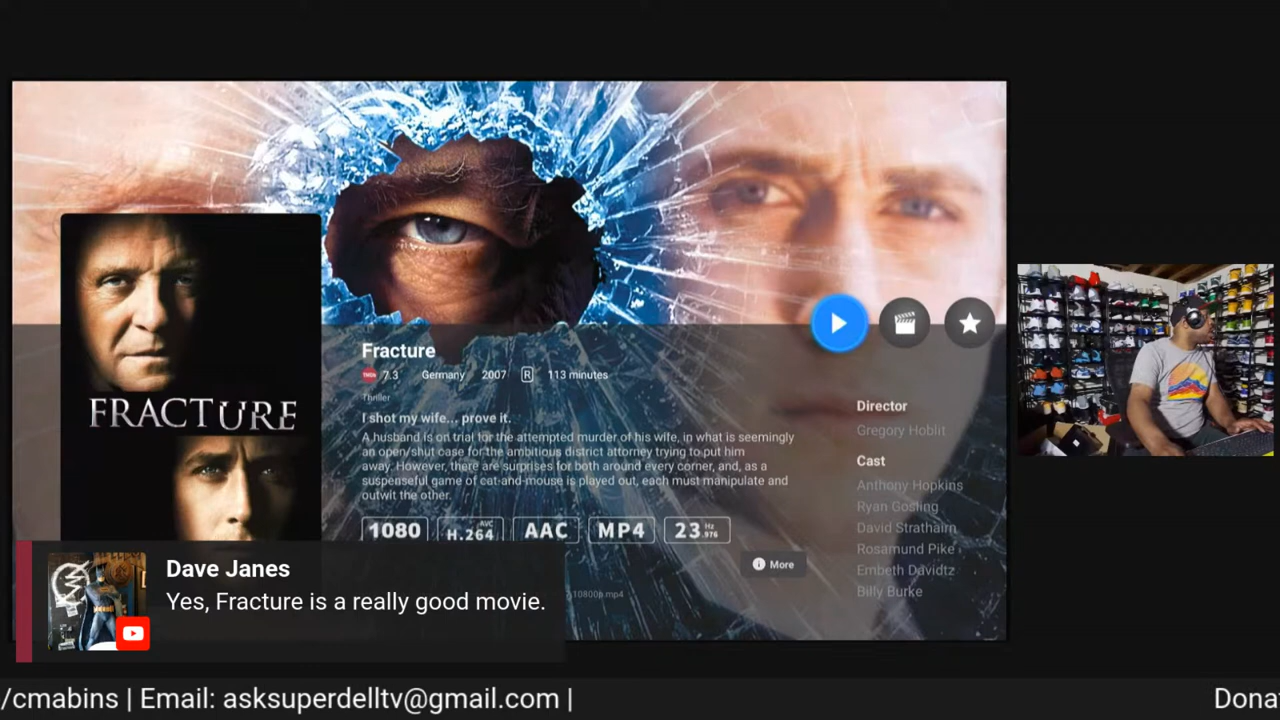 FRACTURE
Fracture
7.3 Germany 2007 R 113 minutes
Thriller
I shot my wife... prove it.
A husband is on trial for the attempted murder of his wife, in what is seemingly
an open/shut case for the ambitious district attorney trying to put him
away. However, there are surprises for both around every corner, and, as a
suspenseful game of cat-and-mouse is played out, each must manipulate and
outwit the other.
1080 H.264 AVC AAC MP4 23 Hz .976
More
10800p.mp4
Director
Gregory Hoblit
Cast
Anthony Hopkins
Ryan Gosling
David Strathairn
Rosamund Pike
Embeth Davidtz
Billy Burke
Dave Janes
Yes, Fracture is a really good movie.
/cmabins | Email: asksuperdelltv@gmail.com | Dona